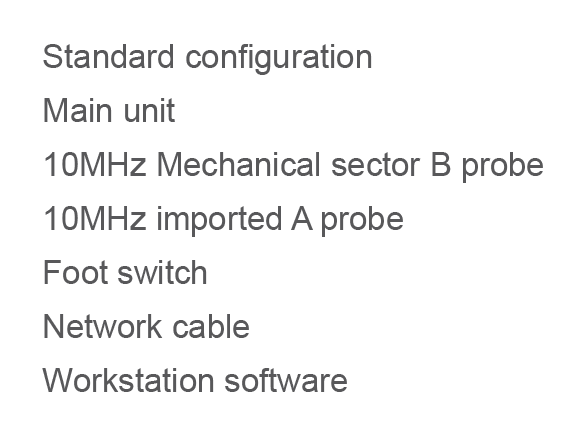 Standard configuration
Main unit
10MHz Mechanical sector B probe
10MHz imported A probe
Foot switch
Network cable
Workstation software